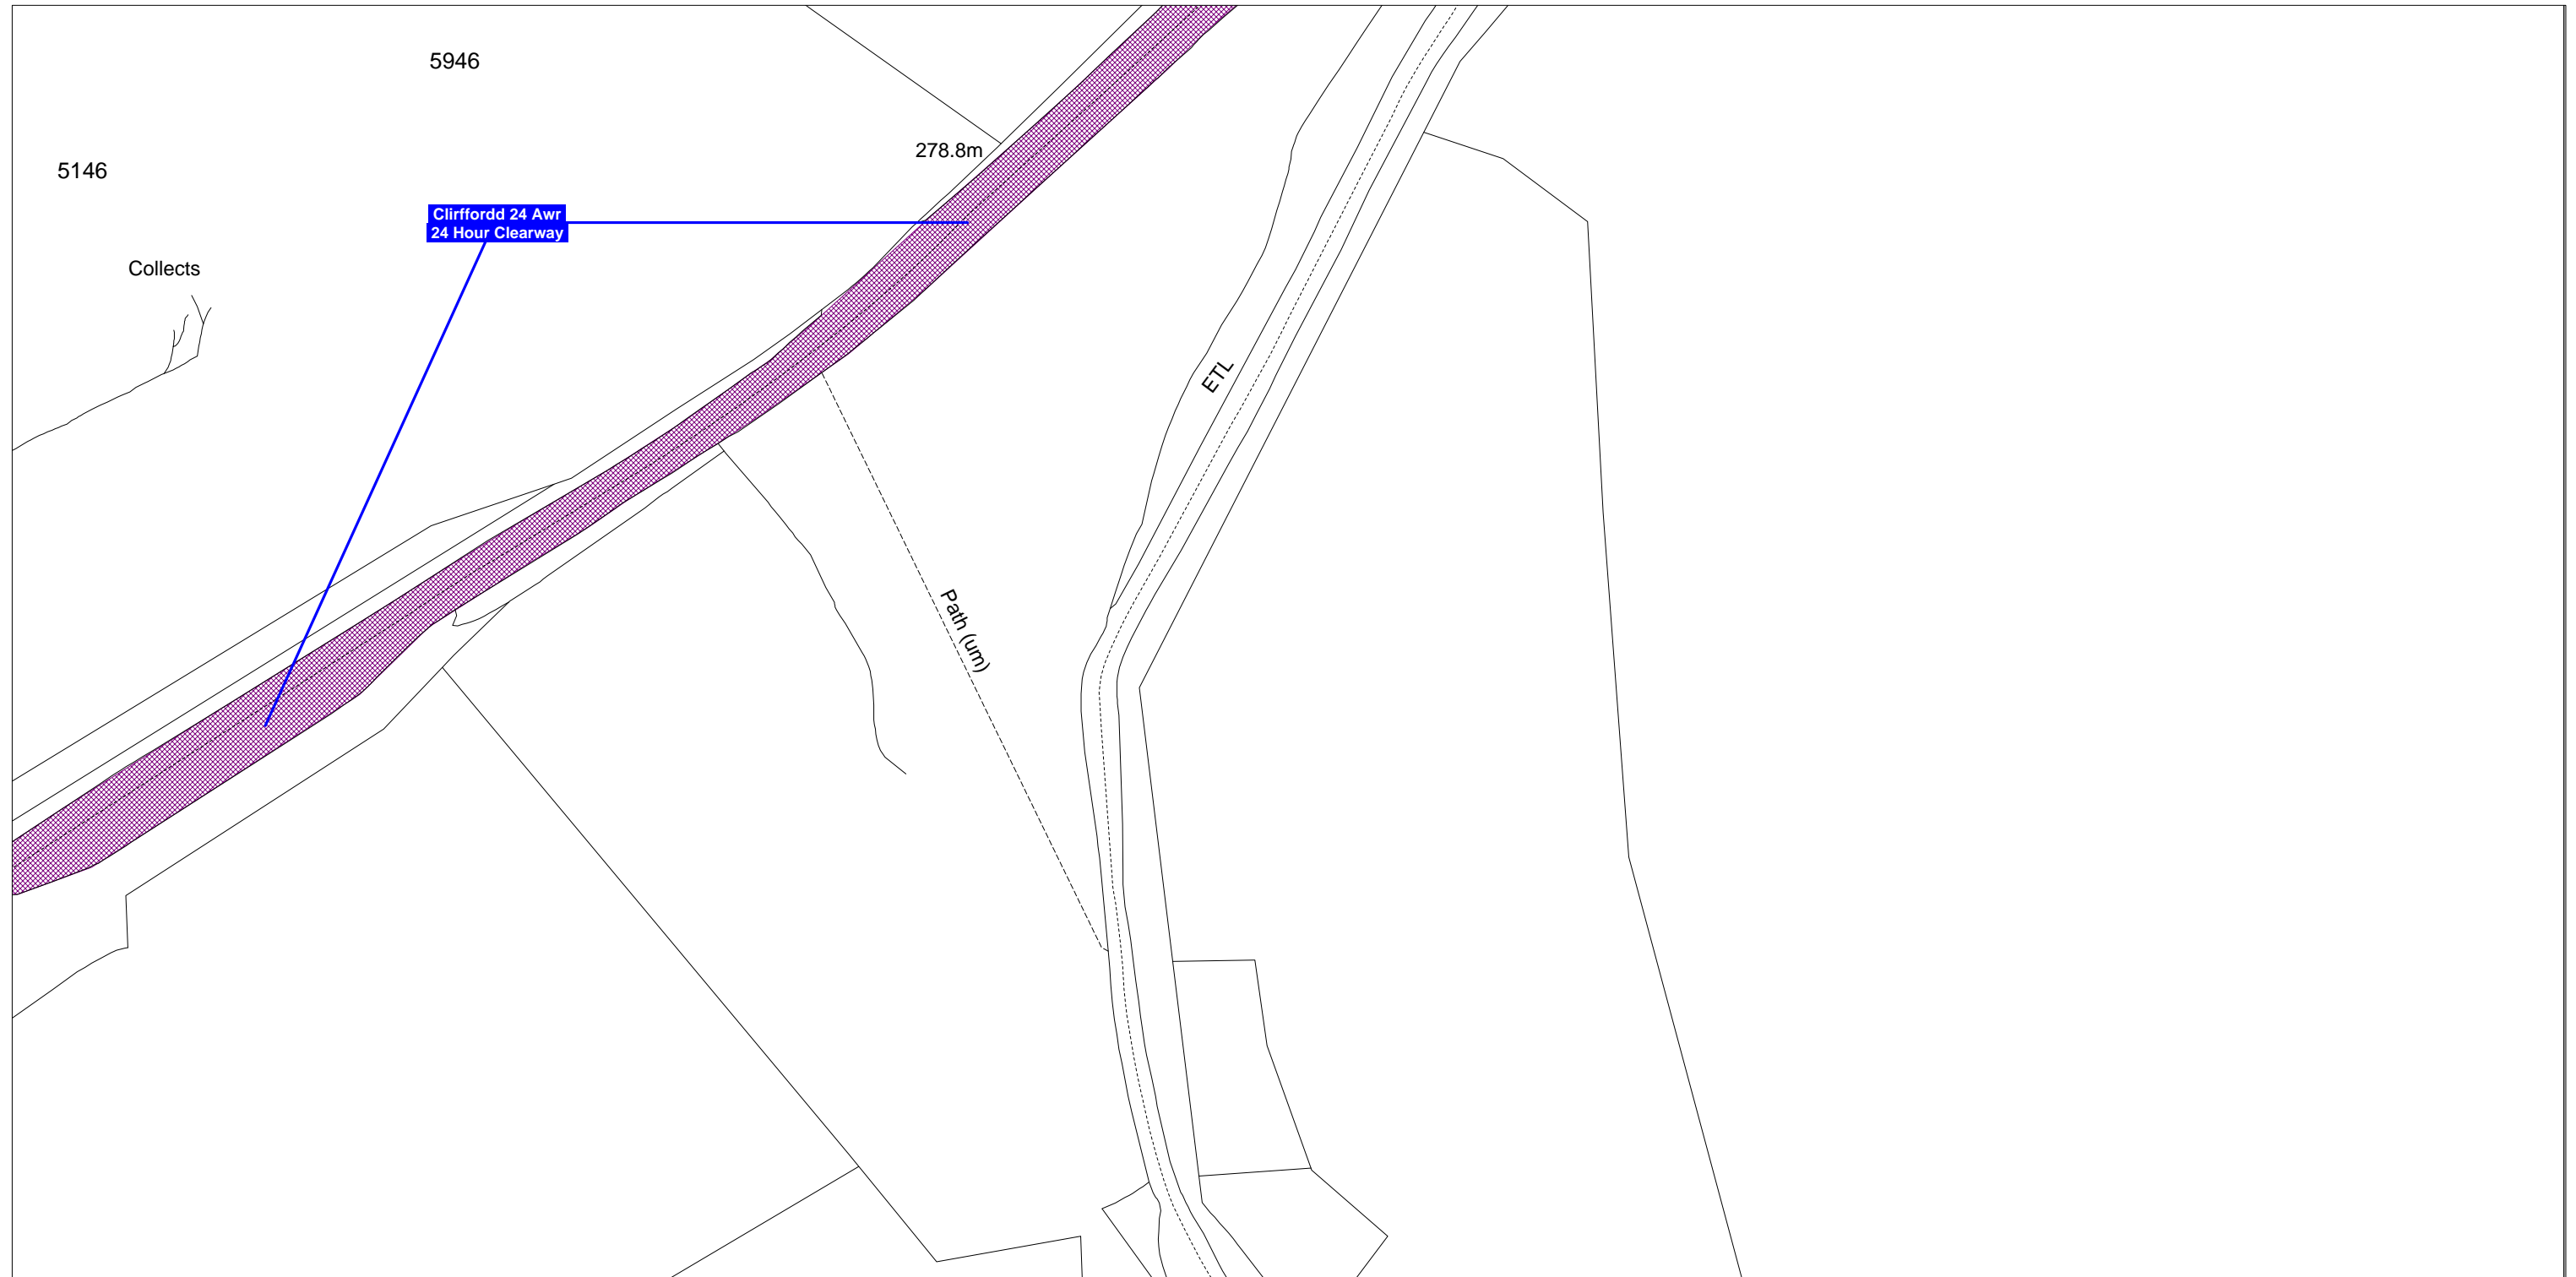 5946
278.8m
5146
Clirffordd 24 Awr
24 Hour Clearway
Collects
ETL
Path (um)